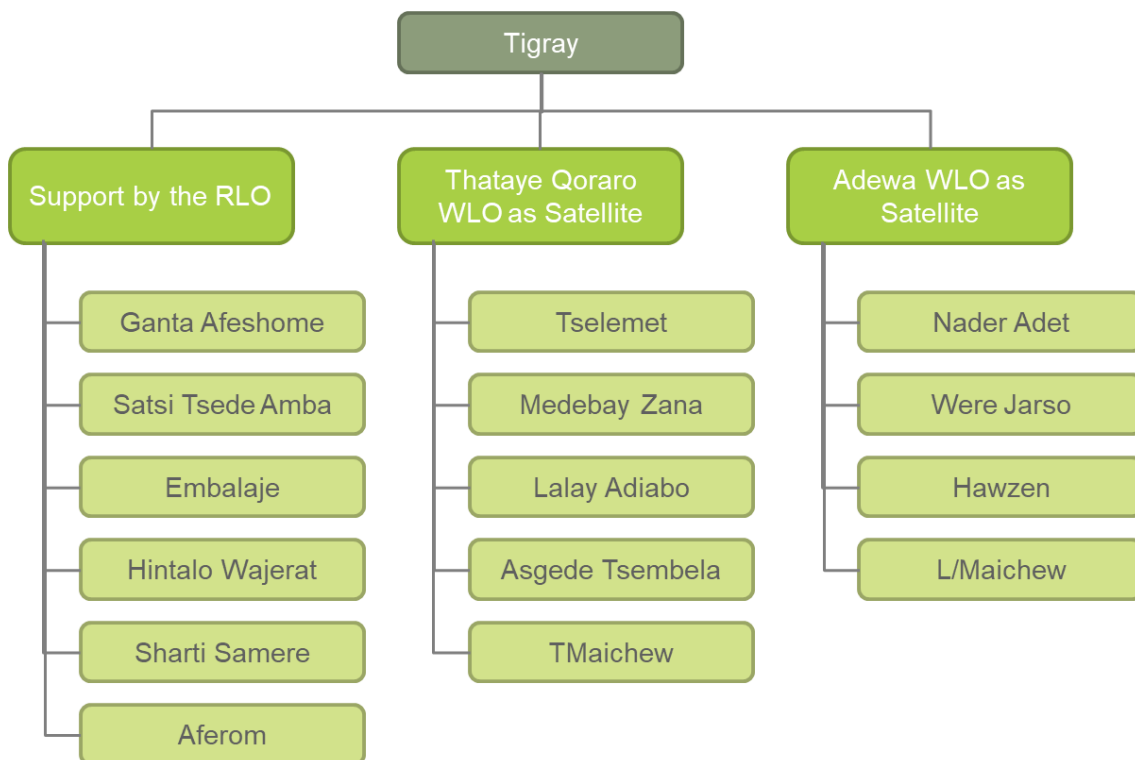 Tigray
Support by the RLO
Thataye Qoraro
WLO as Satellite
Adewa WLO as
Satellite
Ganta Afeshome
Satsi Tsede Amba
Embalaje
Hintalo Wajerat
Sharti Samere
Aferom
Tselemet
Medebay Zana
Lalay Adiabo
Asgede Tsembela
TMaichew
Nader Adet
Were Jarso
Hawzen
L/Maichew